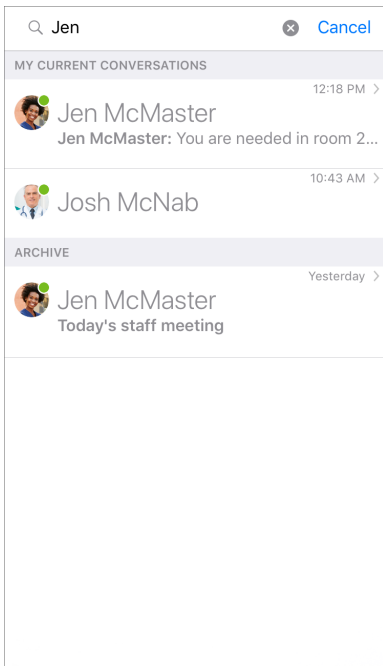 Jen
Cancel
MY CURRENT CONVERSATIONS
12:18 PM
Jen McMaster
Jen McMaster: You are needed in room 2...
10:43 AM
Josh McNab
ARCHIVE
Yesterday
Jen McMaster
Today's staff meeting